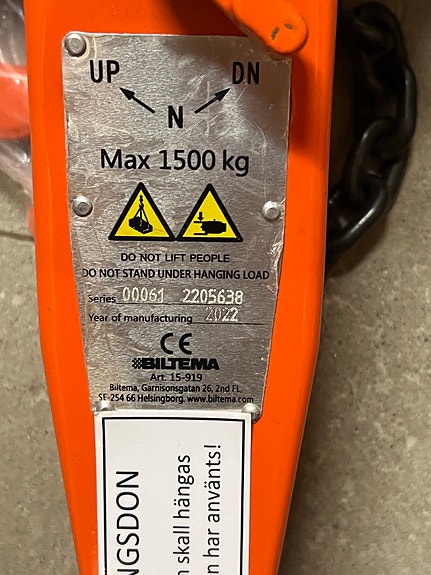 UP DN
N
Max 1500 kg
DO NOT LIFT PEOPLE
DO NOT STAND UNDER HANGING LOAD
Series 00061 2205638
Year of manufacturing 2022
CE
BILTEMA
Art. 15-919
Biltema, Garnisonsgatan 26, 2nd FL,
SE-254 66 Helsingborg. www.biltema.com
NGSDON
n skall hängas
n har använts!